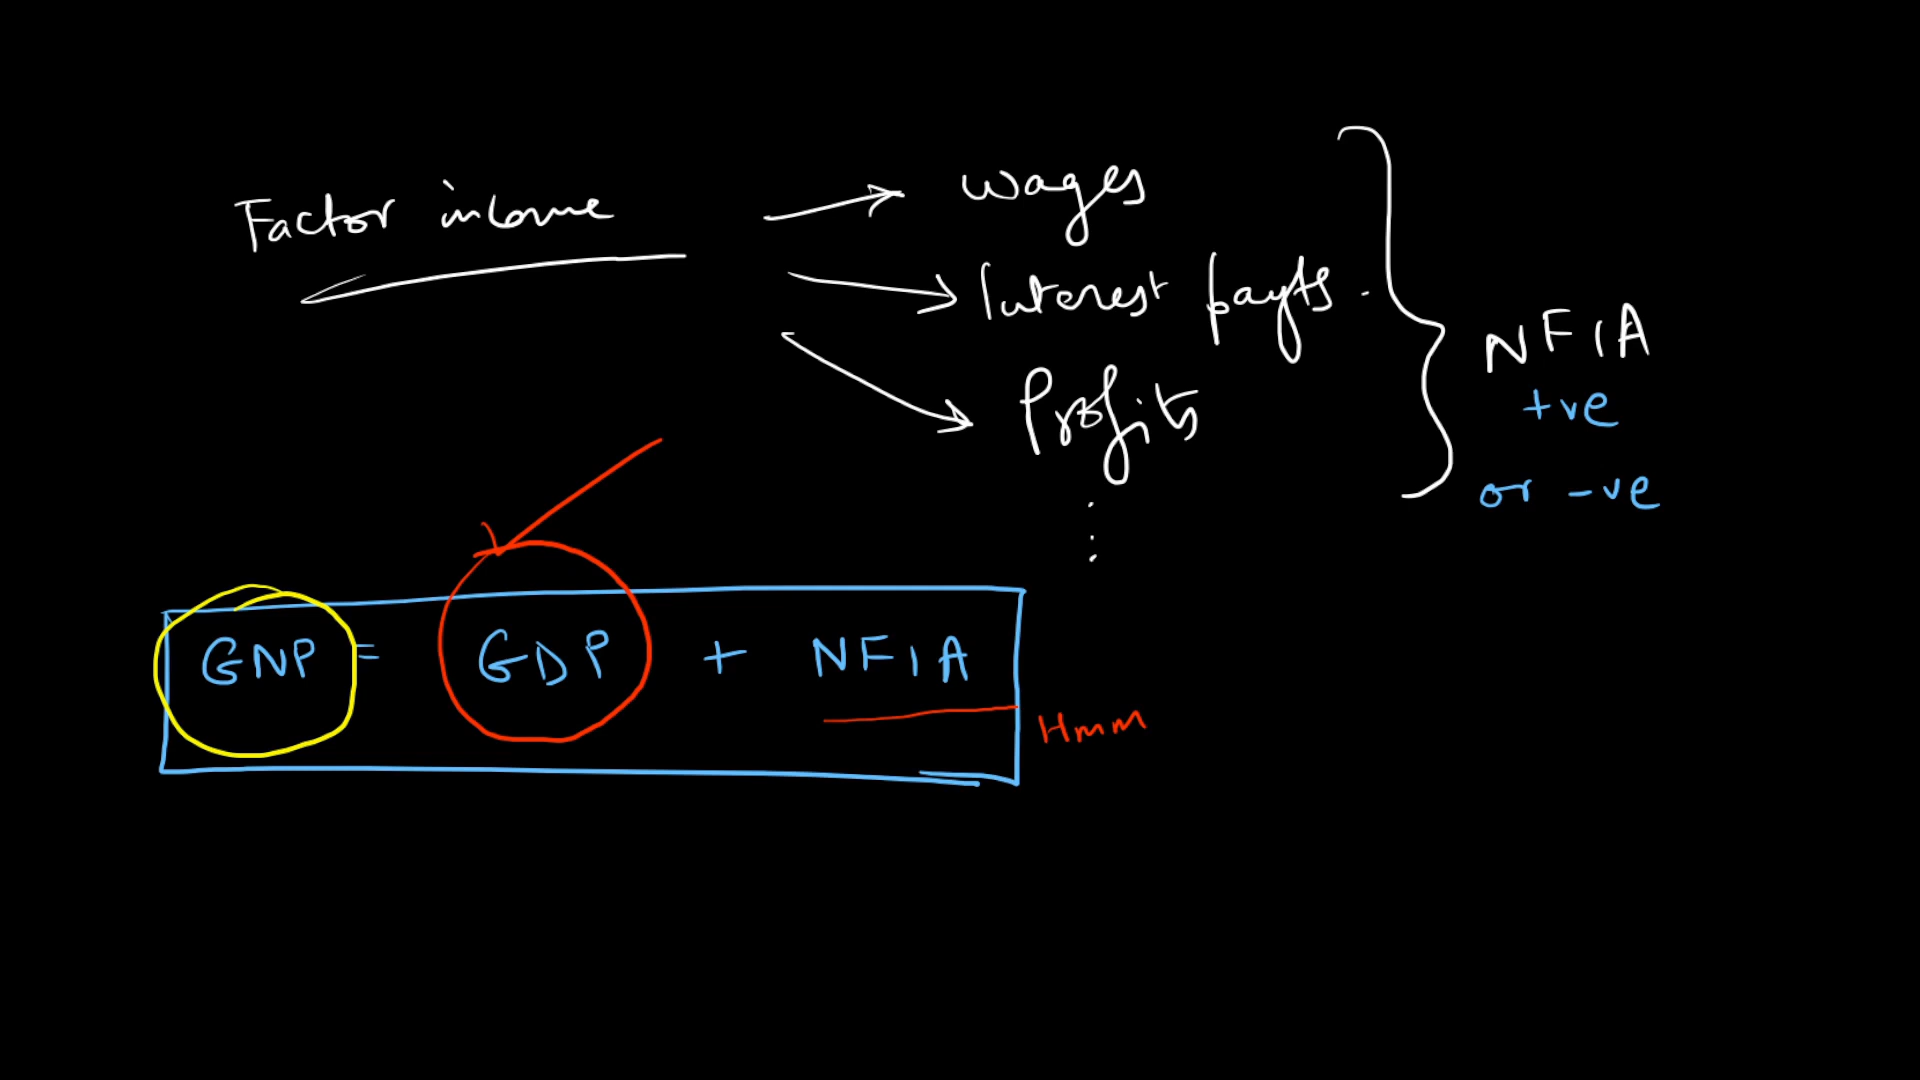 Factor income
wages
Interest payts.
Profits
NFIA
+ve
or -ve
GNP = GDP + NFIA
Hmm